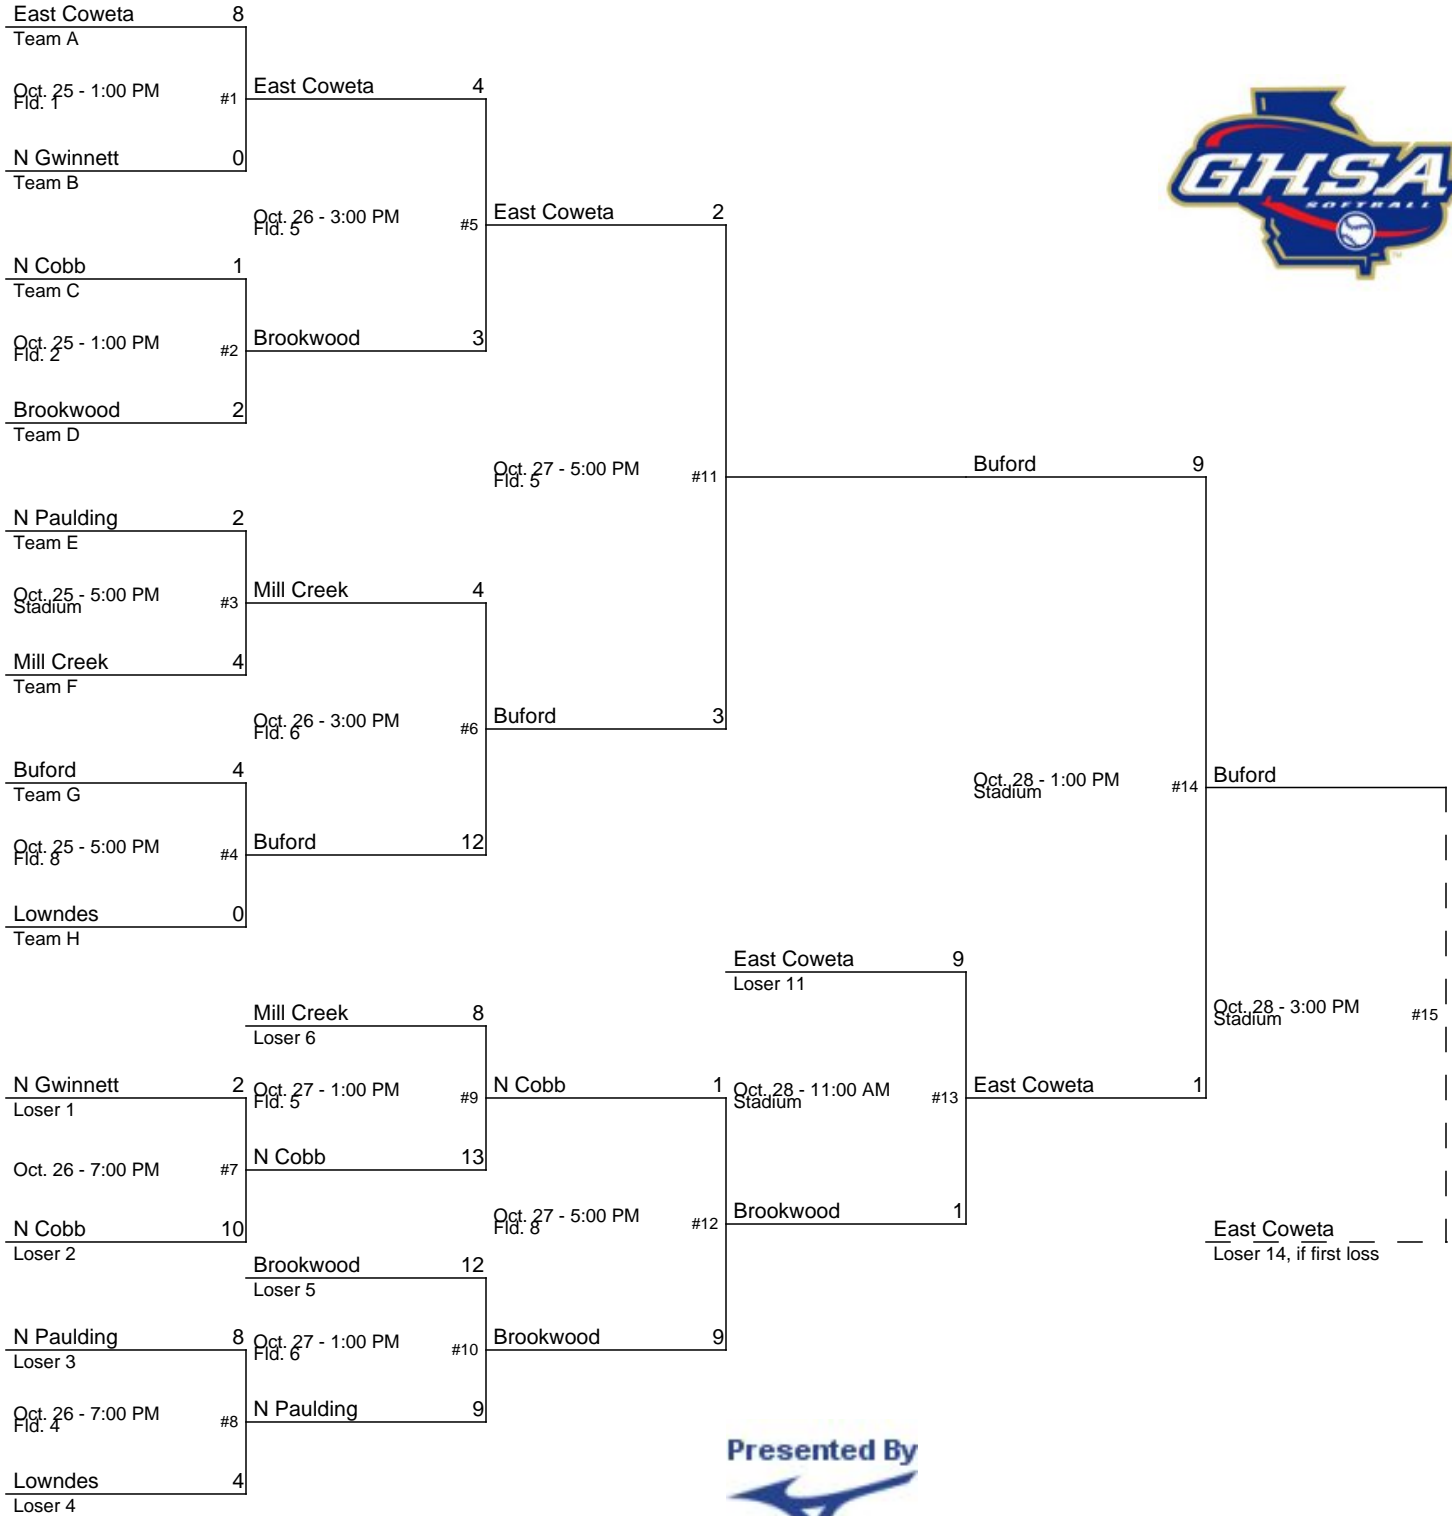 East Coweta 8
Team A
Oct. 25 - 1:00 PM
Fld. 1
#1
East Coweta 4
N Gwinnett 0
Team B
Oct. 26 - 3:00 PM
Fld. 5
#5
East Coweta 2
N Cobb 1
Team C
Oct. 25 - 1:00 PM
Fld. 2
#2
Brookwood 3
Brookwood 2
Team D
Oct. 27 - 5:00 PM
Fld. 5
#11
Buford 9
N Paulding 2
Team E
Oct. 25 - 5:00 PM
Stadium
#3
Mill Creek 4
Mill Creek 4
Team F
Oct. 26 - 3:00 PM
Fld. 6
#6
Buford 3
Buford 4
Team G
Oct. 25 - 5:00 PM
Fld. 8
#4
Buford 12
Lowndes 0
Team H
Oct. 28 - 1:00 PM
Stadium
#14
Buford
East Coweta 9
Loser 11
Mill Creek 8
Loser 6
Oct. 28 - 3:00 PM
Stadium
#15
N Gwinnett 2
Loser 1
Oct. 27 - 1:00 PM
Fld. 5
#9
N Cobb 1
Oct. 28 - 11:00 AM
Stadium
#13
East Coweta 1
Oct. 26 - 7:00 PM
#7
N Cobb 13
N Cobb 10
Loser 2
Oct. 27 - 5:00 PM
Fld. 8
#12
Brookwood 1
East Coweta
Loser 14, if first loss
Brookwood 12
Loser 5
N Paulding 8
Loser 3
Oct. 27 - 1:00 PM
Fld. 6
#10
Brookwood 9
Oct. 26 - 7:00 PM
Fld. 4
#8
N Paulding 9
Lowndes 4
Loser 4
GHSA
SOFTBALL
TM
Presented By